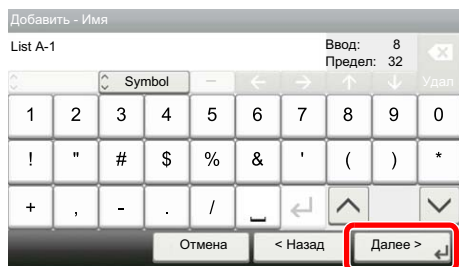 Добавить - Имя
List A-1
Ввод: 8
Предел: 32
Symbol
Удал
1 2 3 4 5 6 7 8 9 0
! " # $ % & ' ( ) *
+ , - . / ␣
Отмена < Назад Далее >